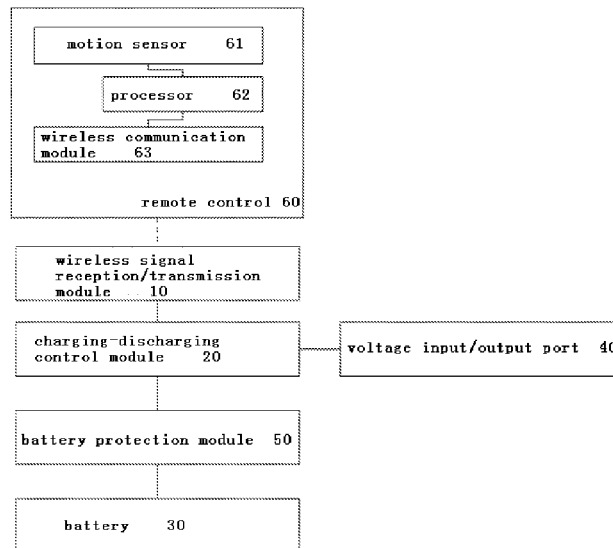 motion sensor 61
processor 62
wireless communication
module 63
remote control 60
wireless signal
reception/transmission
module 10
charging-discharging
control module 20
voltage input/output port 40
battery protection module 50
battery 30